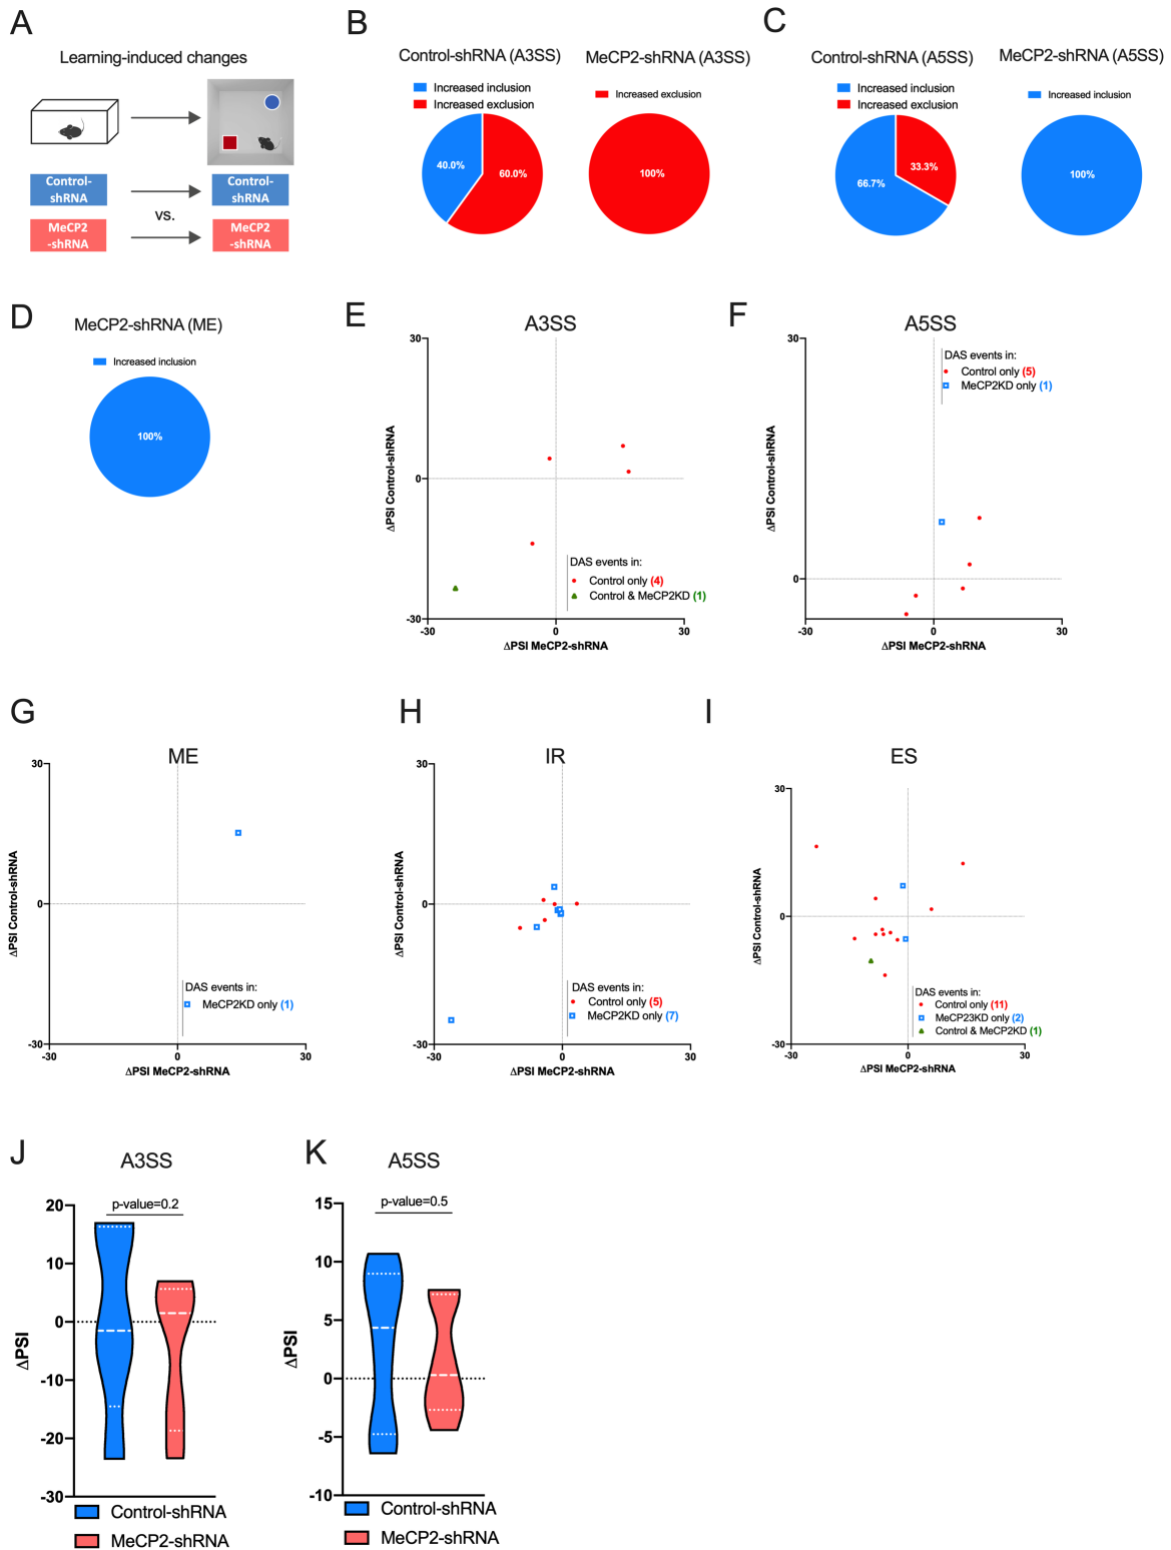 A
Learning-induced changes
Control-
shRNA
Control-
shRNA
vs.
MeCP2
-shRNA
MeCP2
-shRNA
B
Control-shRNA (A3SS)
Increased inclusion
Increased exclusion
40.0%
60.0%
MeCP2-shRNA (A3SS)
Increased exclusion
100%
C
Control-shRNA (A5SS)
Increased inclusion
Increased exclusion
33.3%
66.7%
MeCP2-shRNA (A5SS)
Increased inclusion
100%
D
MeCP2-shRNA (ME)
Increased inclusion
100%
E
A3SS
30
0
-30
ΔPSI Control-shRNA
DAS events in:
Control only (4)
Control & MeCP2KD (1)
-30
0
30
ΔPSI MeCP2-shRNA
F
A5SS
30
0
-30
ΔPSI Control-shRNA
DAS events in:
Control only (5)
MeCP2KD only (1)
-30
0
30
ΔPSI MeCP2-shRNA
G
ME
30
0
-30
ΔPSI Control-shRNA
DAS events in:
MeCP2KD only (1)
-30
0
30
ΔPSI MeCP2-shRNA
H
IR
30
0
-30
ΔPSI Control-shRNA
DAS events in:
Control only (5)
MeCP2KD only (7)
-30
0
30
ΔPSI MeCP2-shRNA
I
ES
30
0
-30
ΔPSI Control-shRNA
DAS events in:
Control only (11)
MeCP23KD only (2)
Control & MeCP2KD (1)
-30
0
30
ΔPSI MeCP2-shRNA
J
A3SS
p-value=0.2
20
10
0
-10
-20
-30
ΔPSI
Control-shRNA
MeCP2-shRNA
K
A5SS
p-value=0.5
15
10
5
0
-5
-10
ΔPSI
Control-shRNA
MeCP2-shRNA